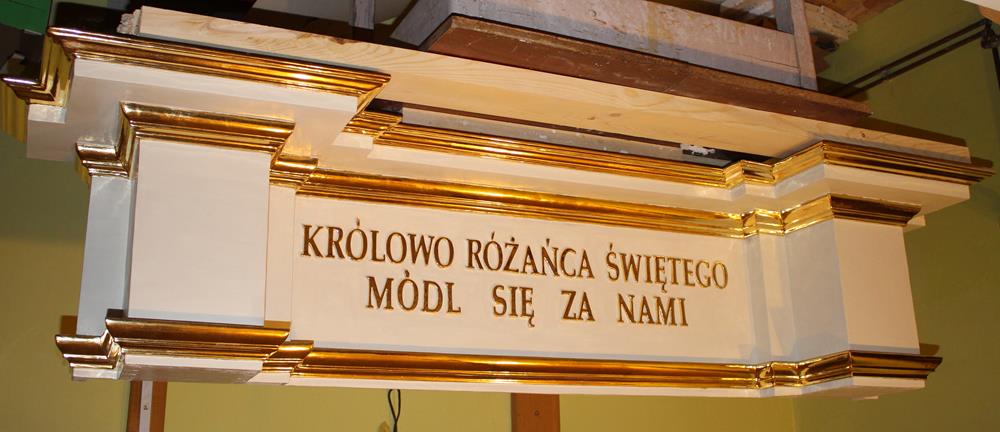 KRÓLOWO RÓŻAŃCA ŚWIĘTEGO
MÓDL SIĘ ZA NAMI